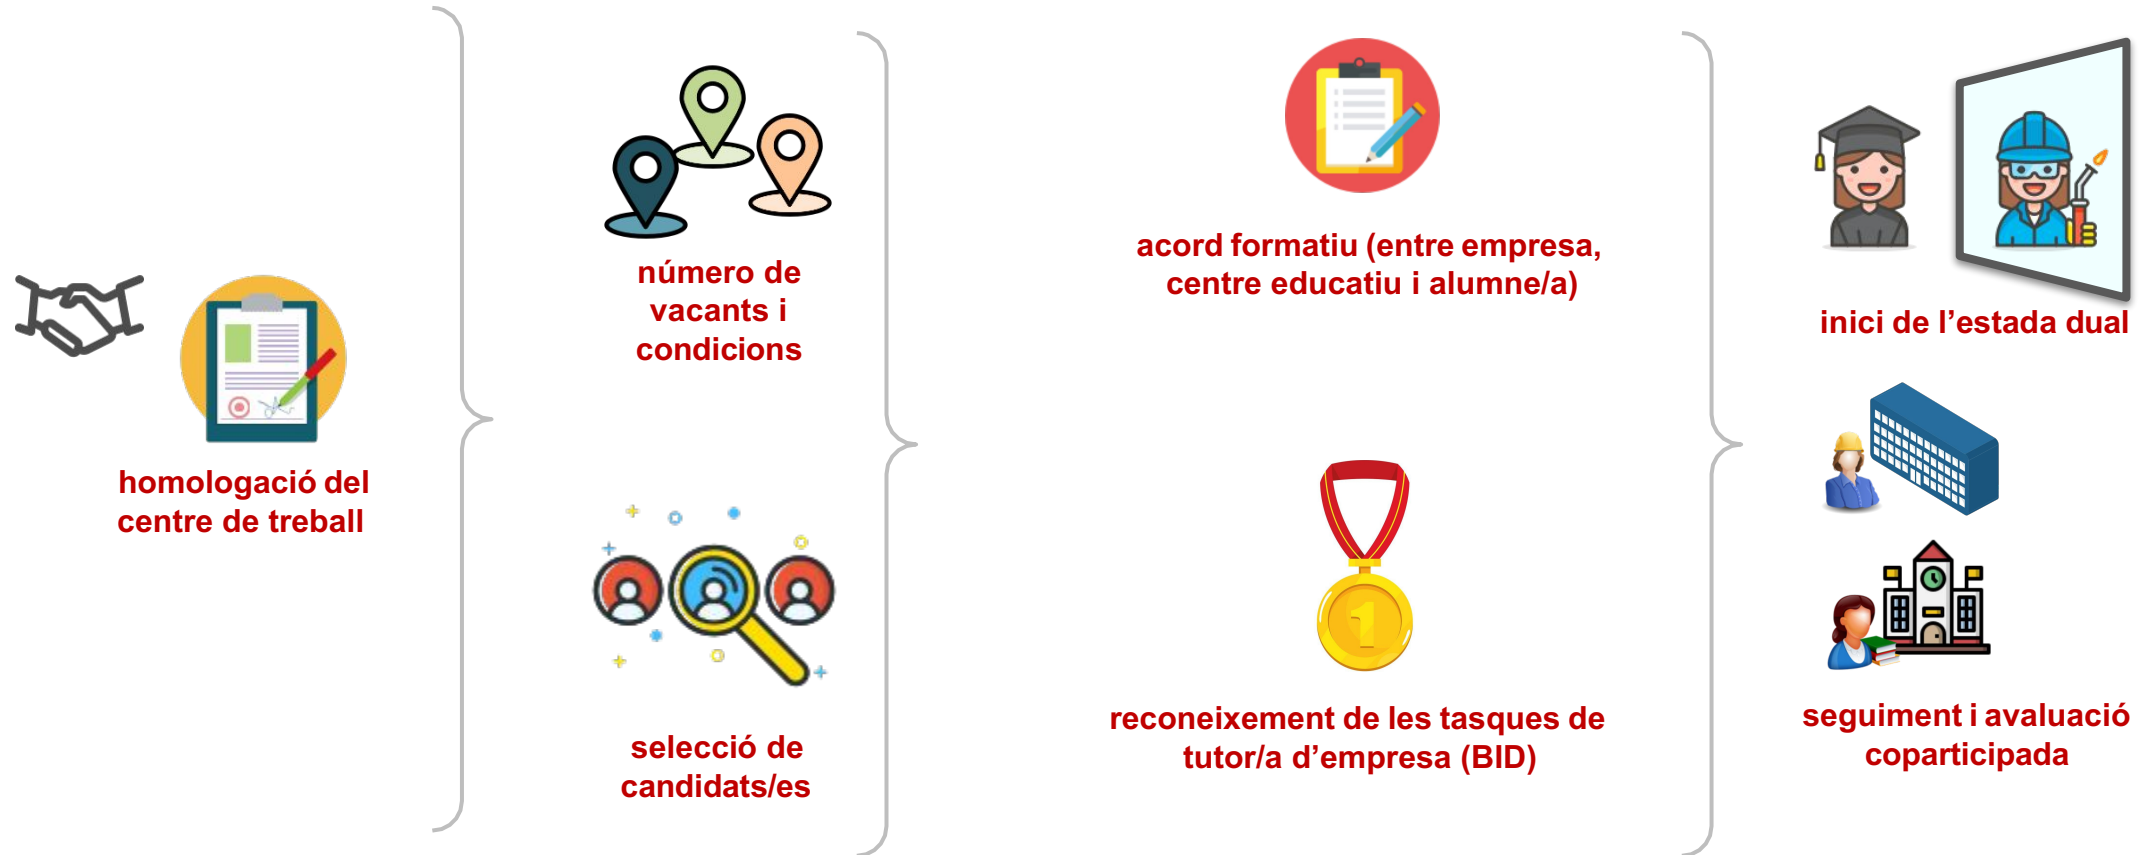 homologació del
centre de treball
número de
vacants i
condicions
selecció de
candidats/es
acord formatiu (entre empresa,
centre educatiu i alumne/a)
1
reconeixement de les tasques de
tutor/a d’empresa (BID)
inici de l’estada dual
seguiment i avaluació
coparticipada